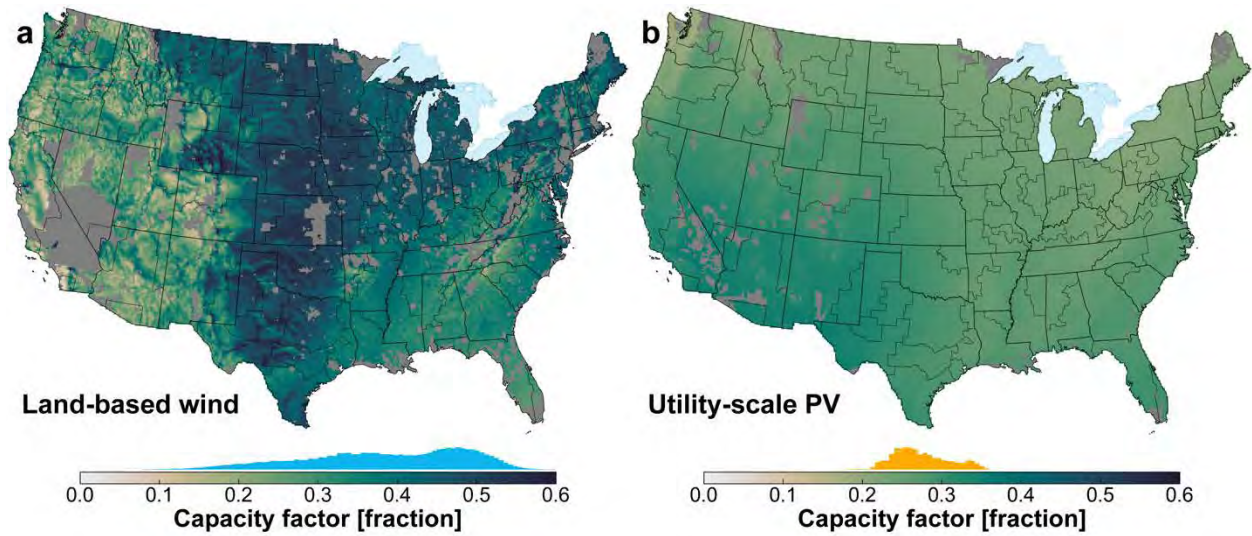 a
b
Land-based wind
Utility-scale PV
0.0 0.1 0.2 0.3 0.4 0.5 0.6
0.0 0.1 0.2 0.3 0.4 0.5 0.6
Capacity factor [fraction]
Capacity factor [fraction]